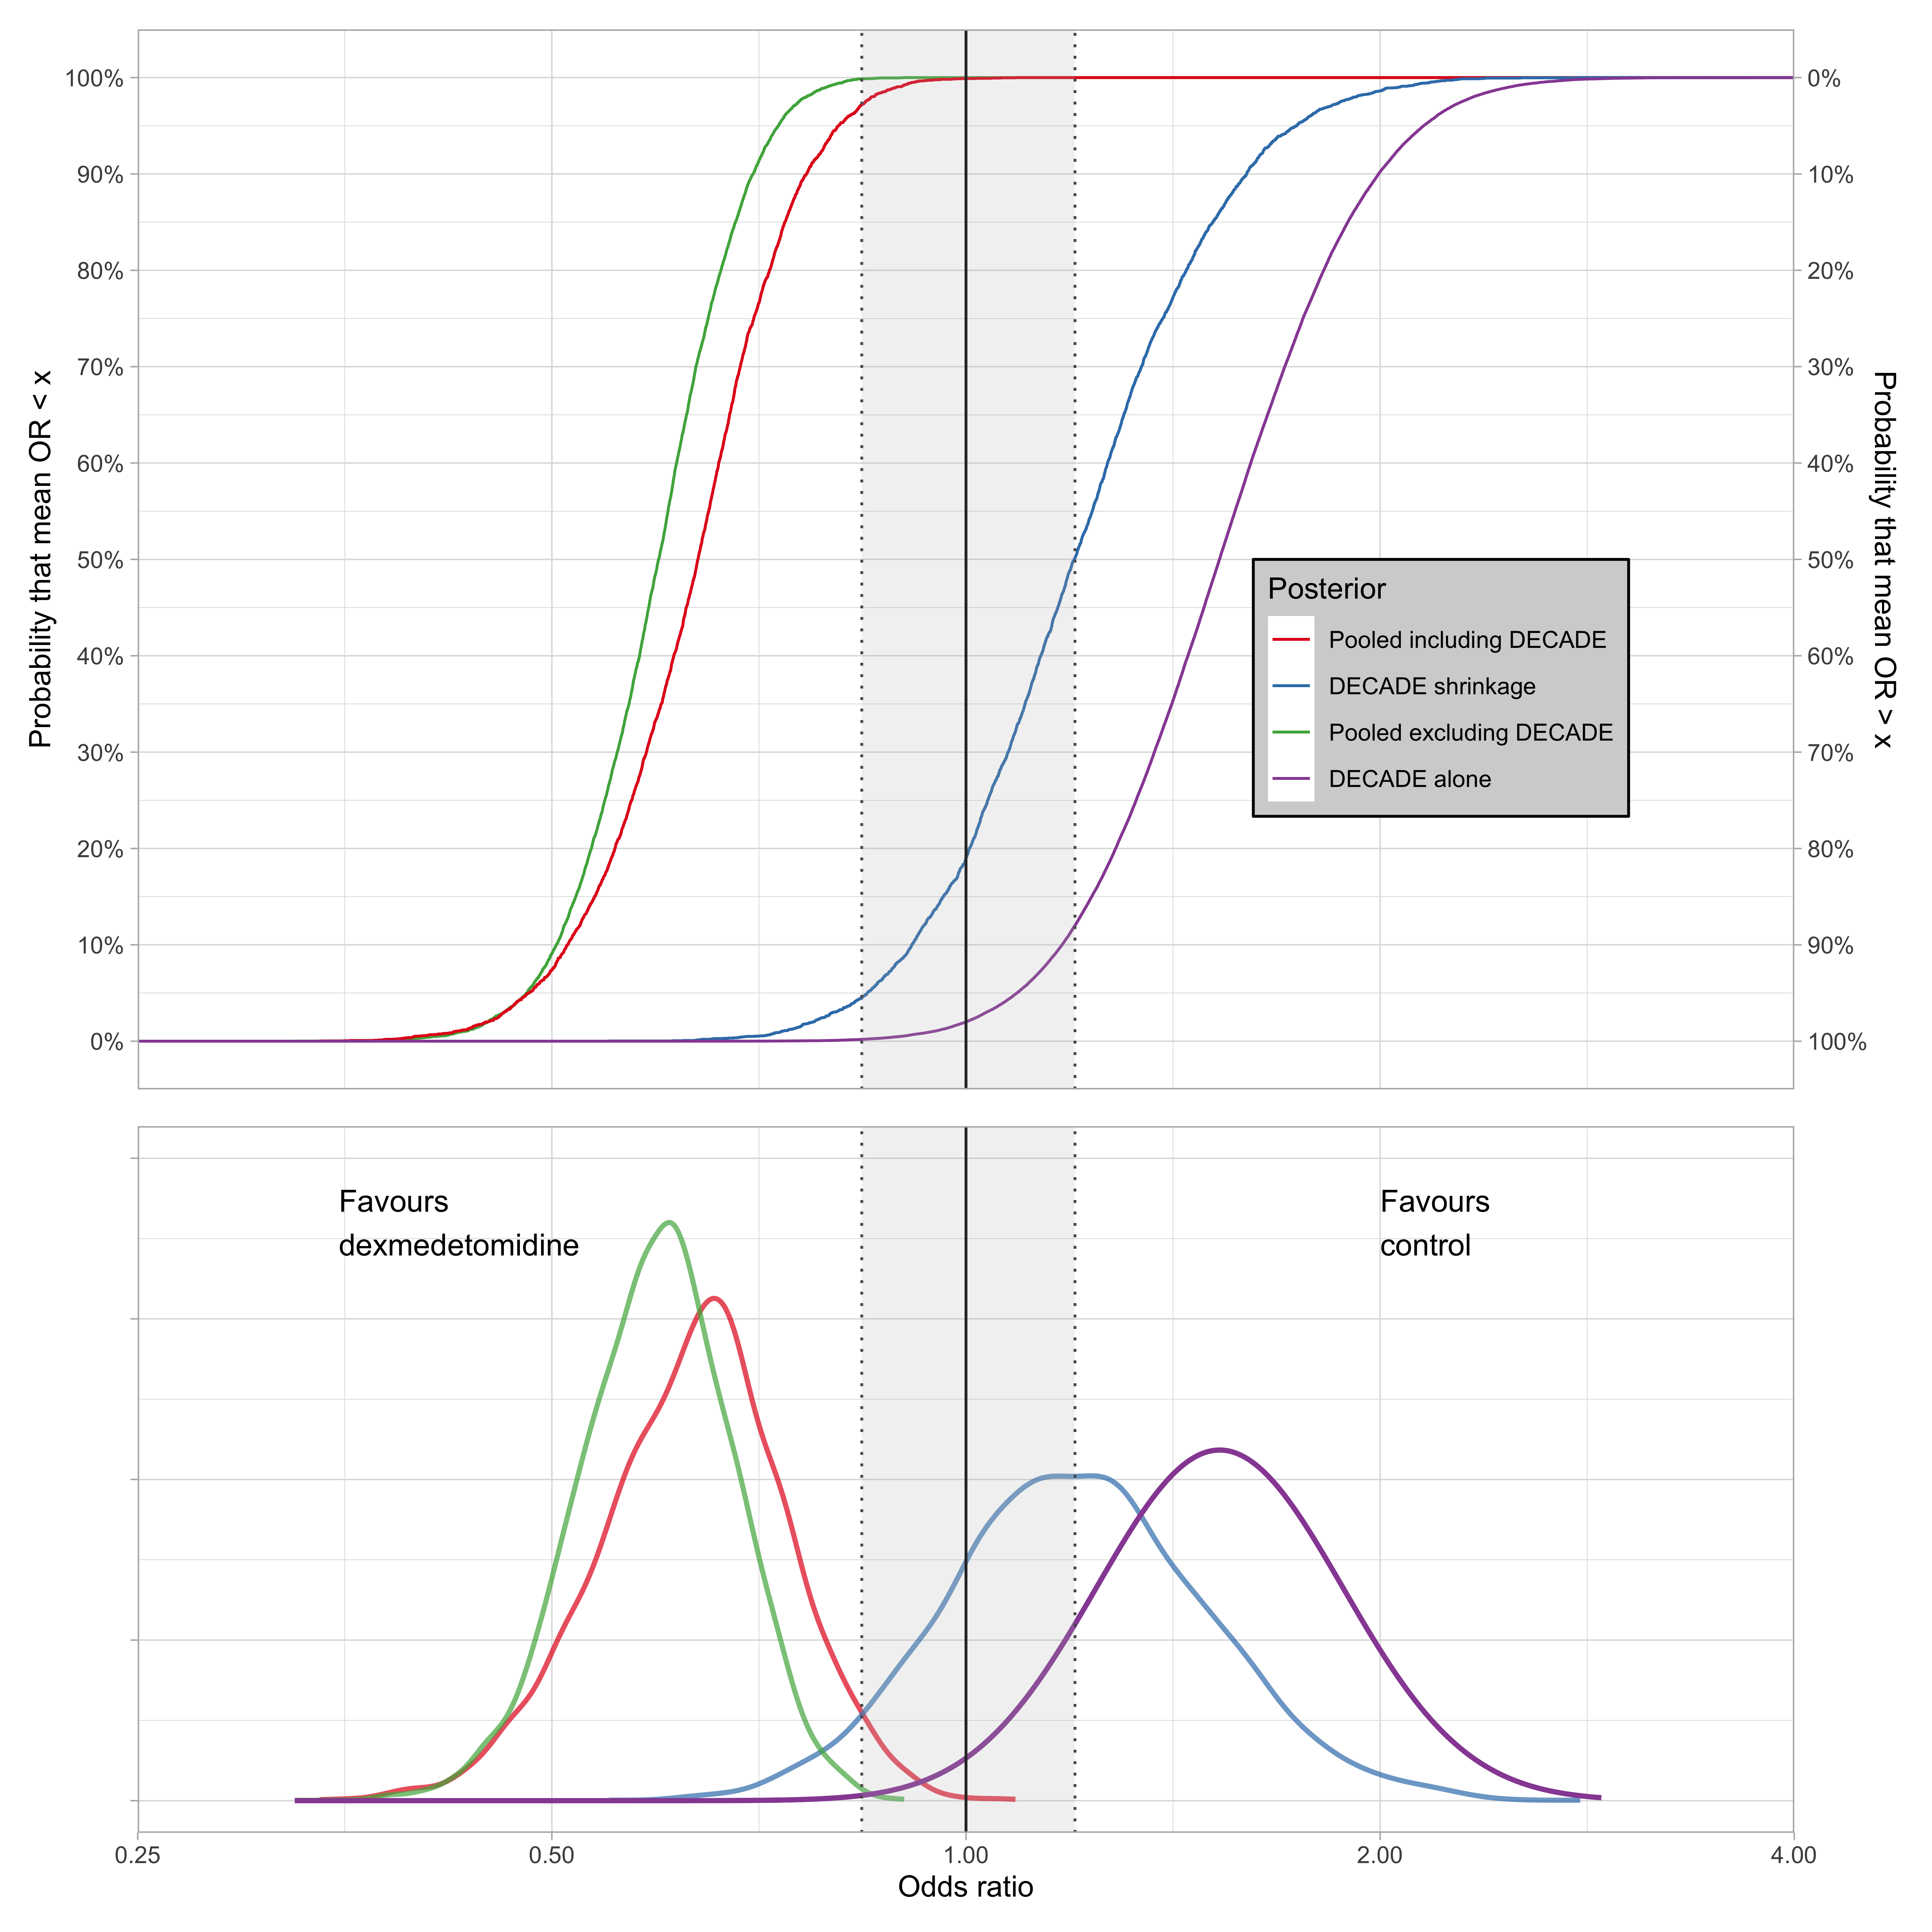 Probability that mean OR < x
100%
90%
80%
70%
60%
50%
40%
30%
20%
10%
0%
0%
10%
20%
30%
40%
50%
60%
70%
80%
90%
100%
Probability that mean OR > x
Posterior
Pooled including DECADE
DECADE shrinkage
Pooled excluding DECADE
DECADE alone
Favours
dexmedetomidine
Favours
control
0.25
0.50
1.00
2.00
4.00
Odds ratio